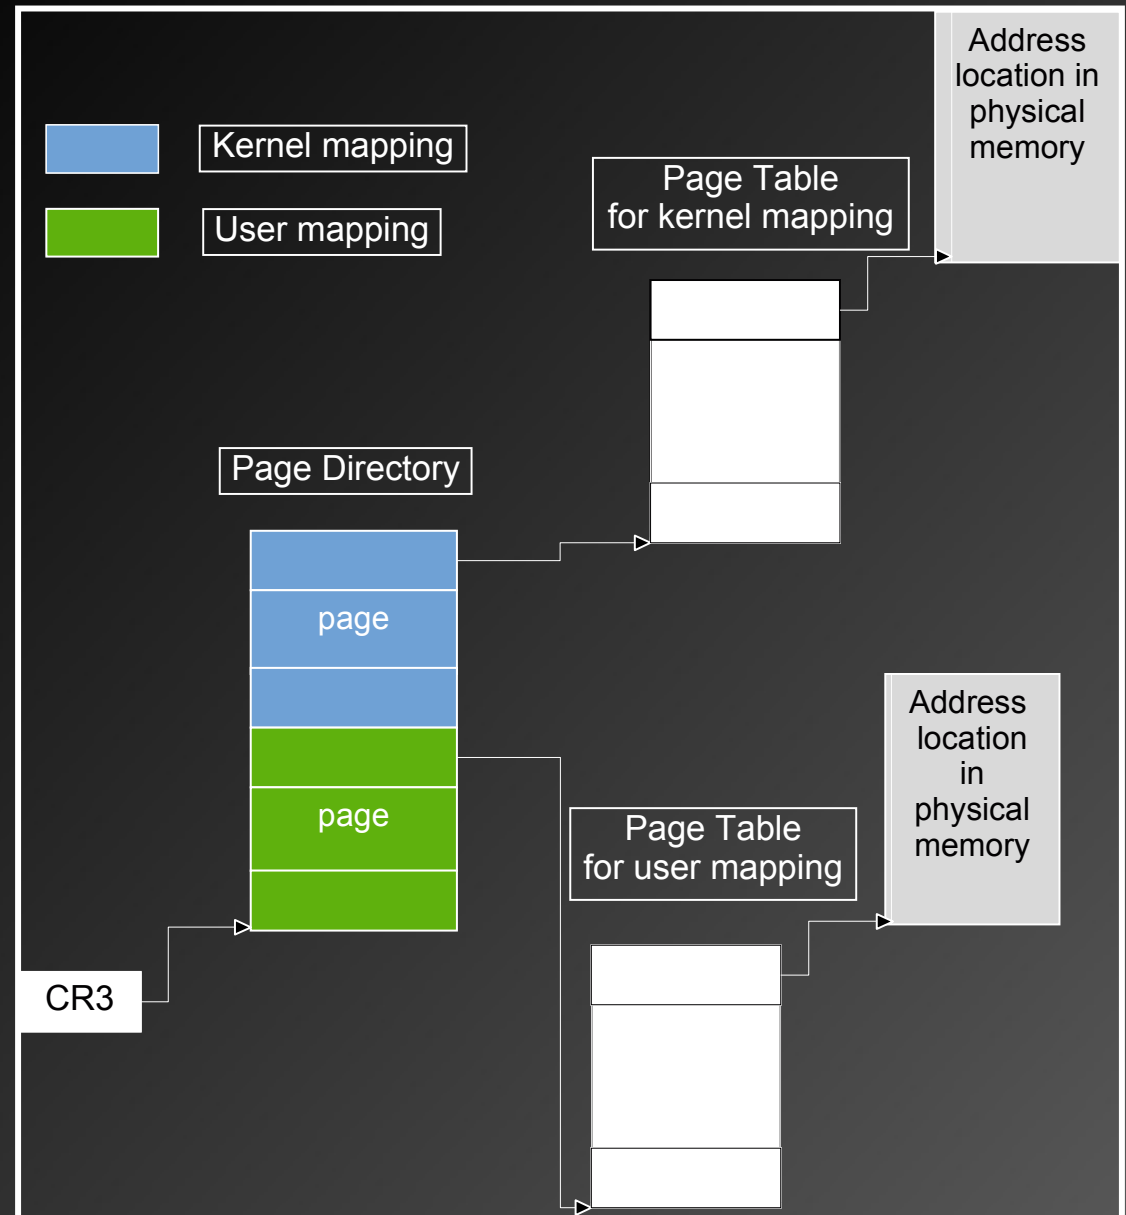 Address
location in
physical
memory
Kernel mapping
User mapping
Page Table
for kernel mapping
Page Directory
page
page
Address
location
in
physical
memory
Page Table
for user mapping
CR3